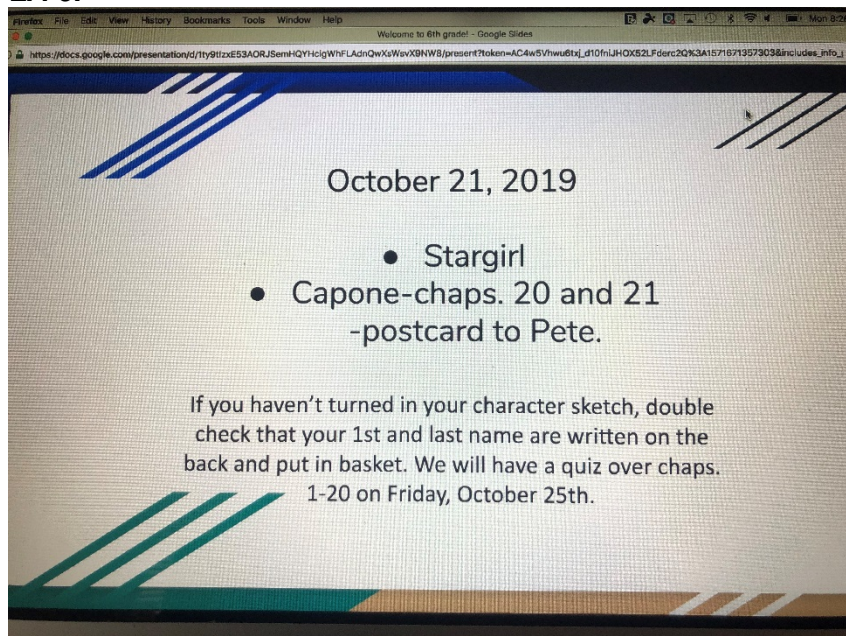 Firefox File Edit View History Bookmarks Tools Window Help Mon 8:2
Welcome to 6th grade! - Google Slides
October 21, 2019
● Stargirl
● Capone-chaps. 20 and 21
-postcard to Pete.
If you haven't turned in your character sketch, double
check that your 1st and last name are written on the
back and put in basket. We will have a quiz over chaps.
1-20 on Friday, October 25th.